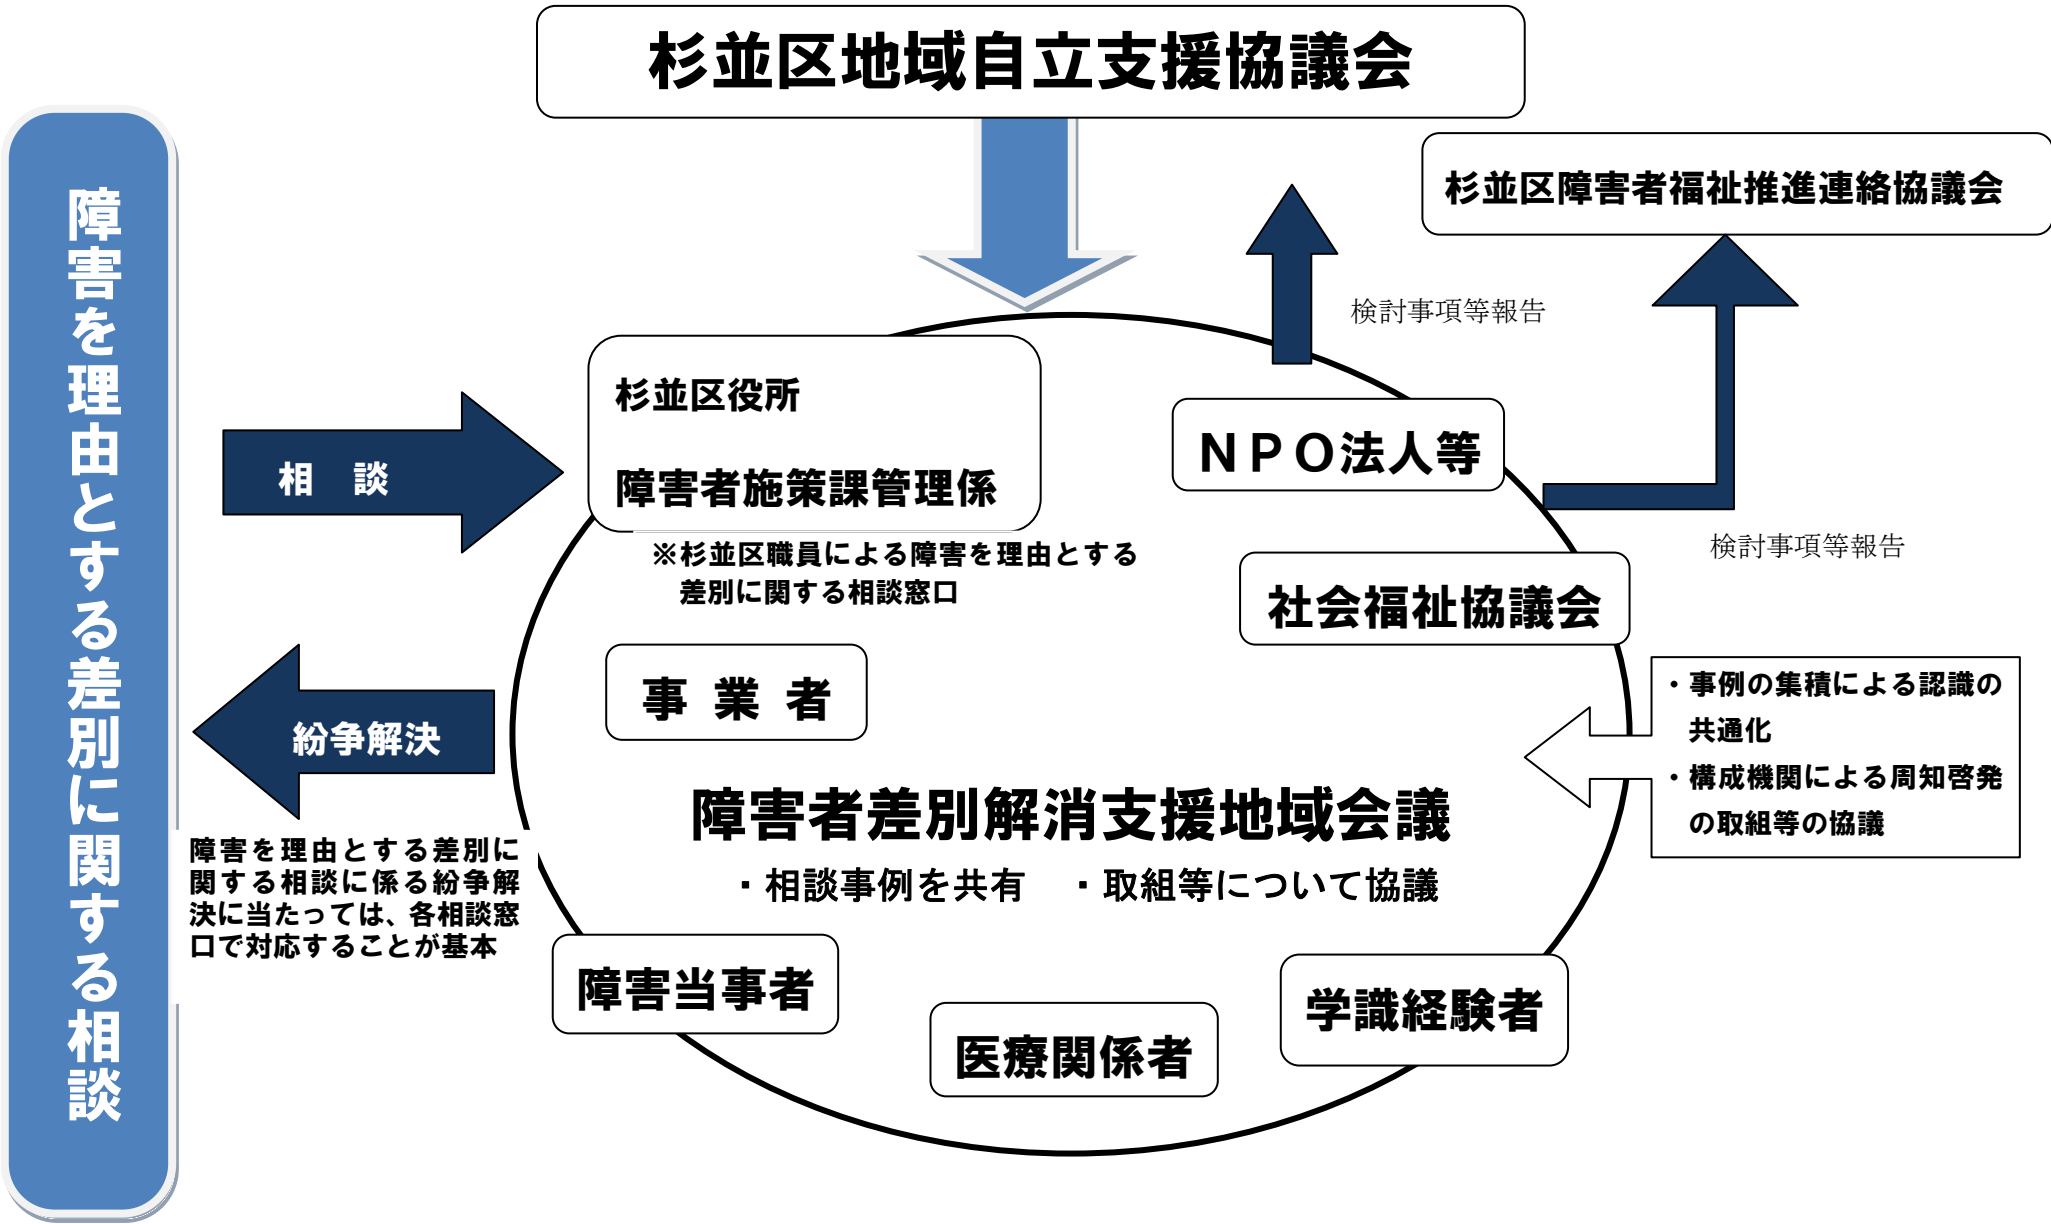 杉並区地域自立支援協議会
杉並区障害者福祉推進連絡協議会
障害を理由とする差別に関する相談
検討事項等報告
杉並区役所
障害者施策課管理係
※杉並区職員による障害を理由とする
差別に関する相談窓口
相　談
ＮＰＯ法人等
検討事項等報告
社会福祉協議会
事 業 者
紛争解決
・事例の集積による認識の
共通化
・構成機関による周知啓発
の取組等の協議
障害者差別解消支援地域会議
・相談事例を共有　・取組等について協議
障害を理由とする差別に
関する相談に係る紛争解
決に当たっては、各相談窓
口で対応することが基本
障害当事者
学識経験者
医療関係者